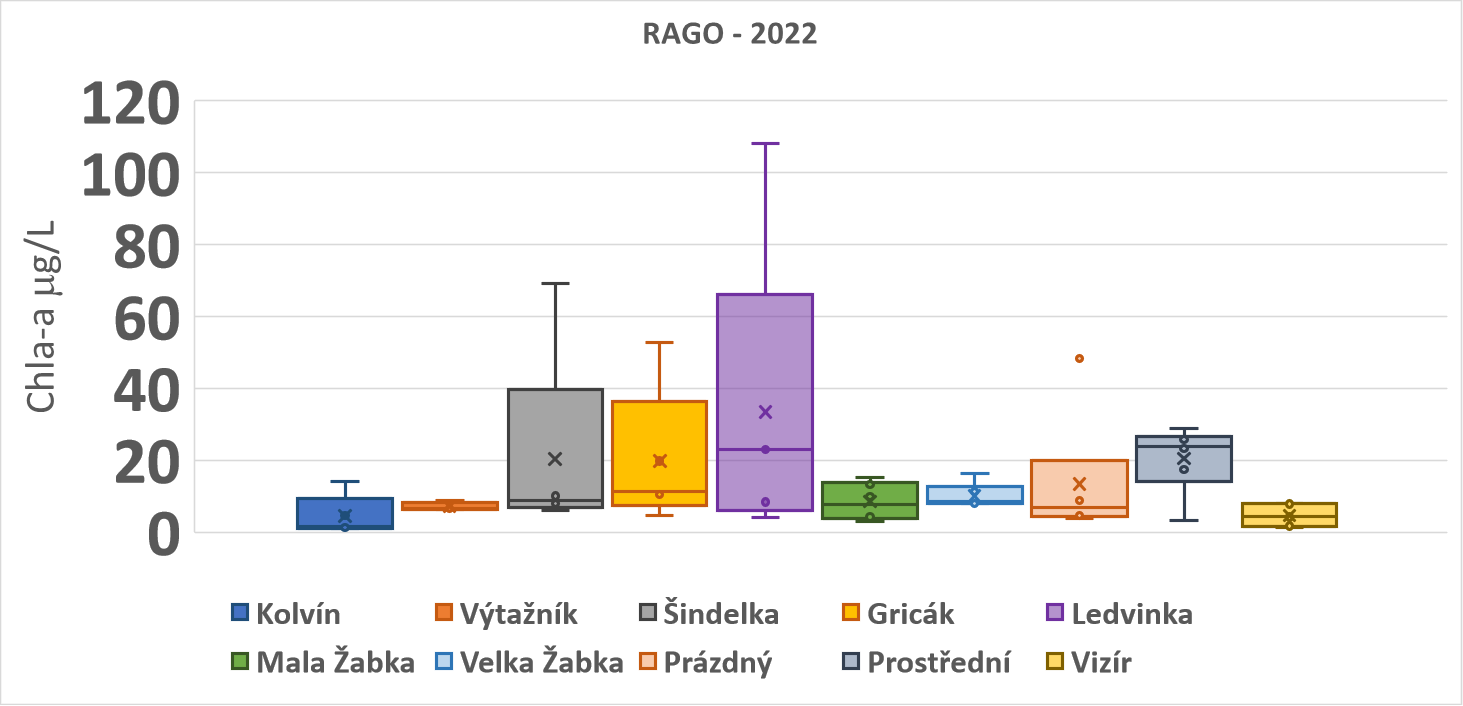 RAGO - 2022
120
100
80
60
40
20
0
Chla-a µg/L
Kolvín Výtažník Šindelka Gricák Ledvinka
Mala Žabka Velka Žabka Prázdný Prostřední Vizír